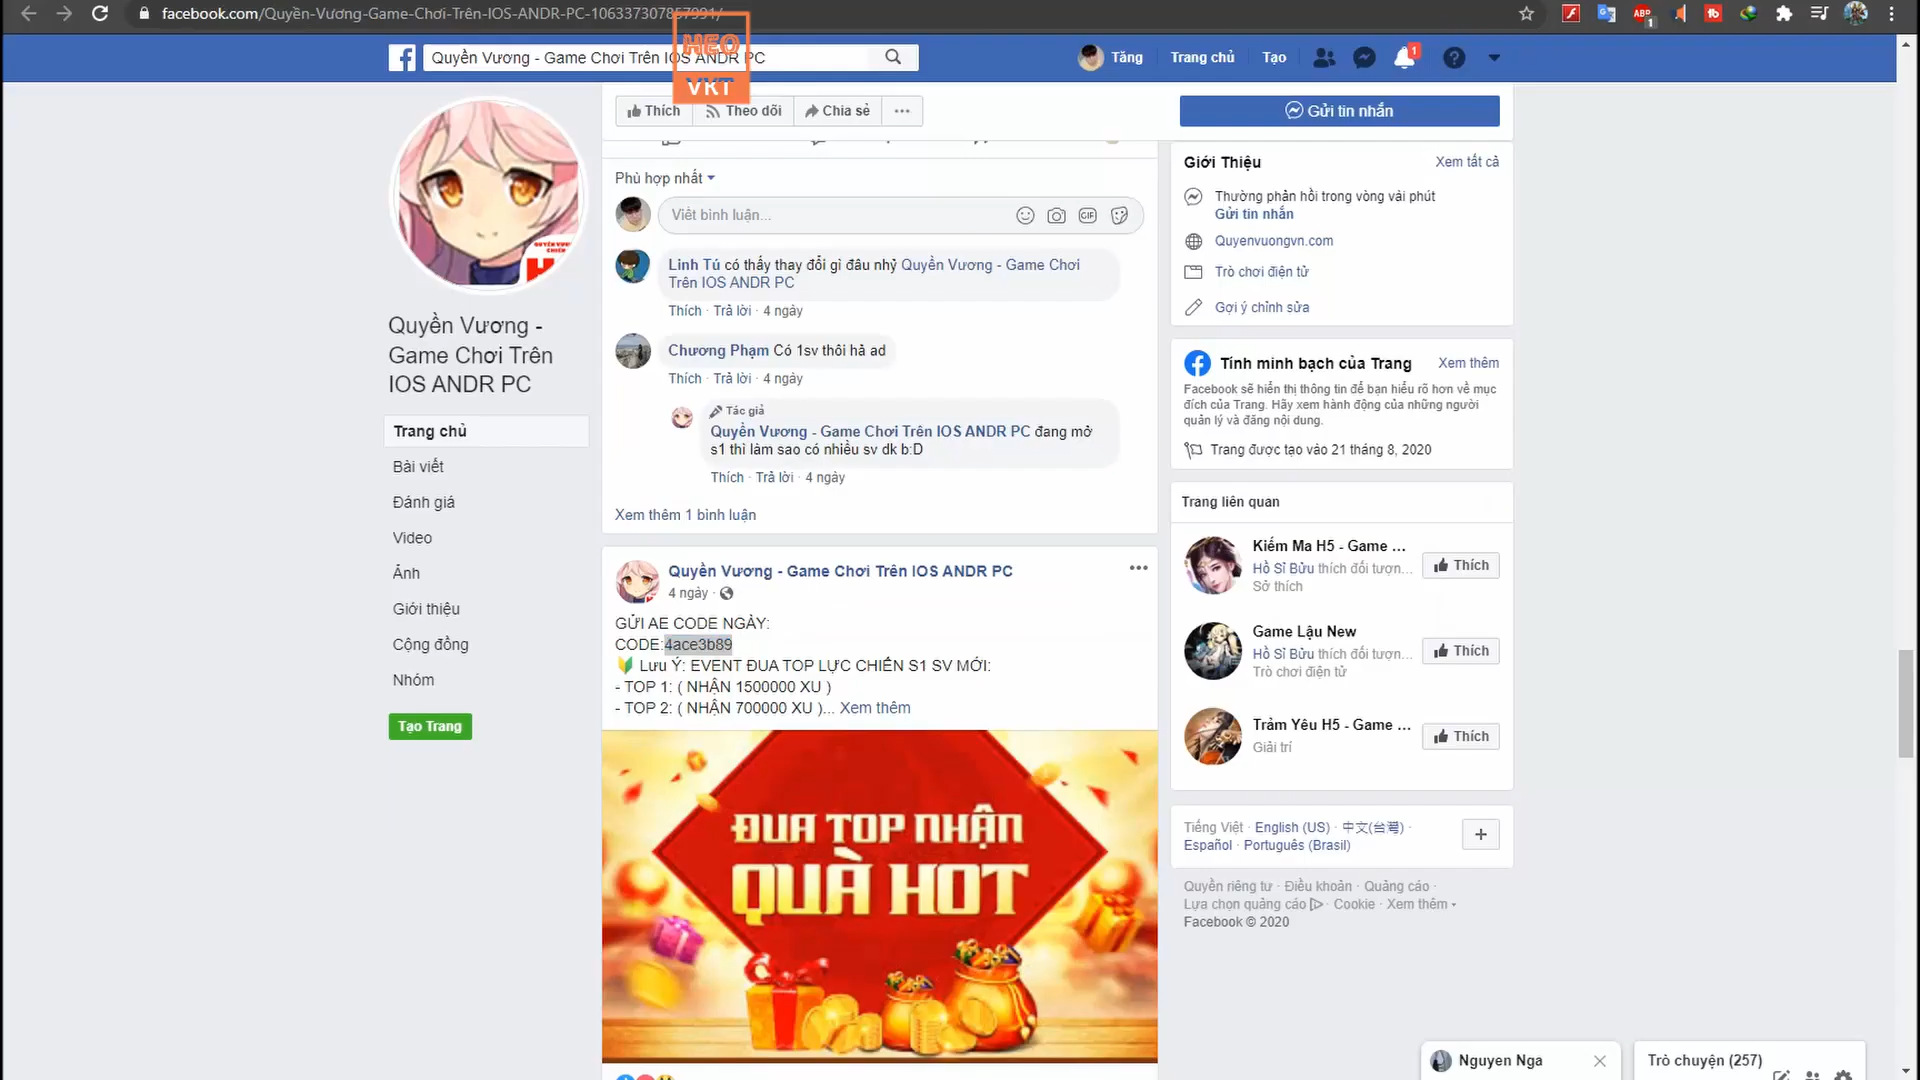 facebook.com/Quyền-Vương-Game-Chơi-Trên-IOS-ANDR-PC-106337307857991/
HEO
VKT
Quyền Vương - Game Chơi Trên IOS ANDR PC
Tăng
Trang chủ
Tạo
1
Thích
Theo dõi
Chia sẻ
Gửi tin nhắn
Quyền Vương -
Game Chơi Trên
IOS ANDR PC
Trang chủ
Bài viết
Đánh giá
Video
Ảnh
Giới thiệu
Cộng đồng
Nhóm
Tạo Trang
Phù hợp nhất
Viết bình luận...
GIF
Linh Tú có thấy thay đổi gì đâu nhỷ Quyền Vương - Game Chơi
Trên IOS ANDR PC
Thích · Trả lời · 4 ngày
Chương Phạm Có 1sv thôi hả ad
Thích · Trả lời · 4 ngày
Tác giả
Quyền Vương - Game Chơi Trên IOS ANDR PC đang mở
s1 thì làm sao có nhiều sv dk b:D
Thích · Trả lời · 4 ngày
Xem thêm 1 bình luận
Quyền Vương - Game Chơi Trên IOS ANDR PC
4 ngày ·
GỬI AE CODE NGÀY:
CODE:4ace3b89
Lưu Ý: EVENT ĐUA TOP LỰC CHIẾN S1 SV MỚI:
- TOP 1: ( NHẬN 1500000 XU )
- TOP 2: ( NHẬN 700000 XU )... Xem thêm
ĐUA TOP NHẬN
QUÀ HOT
Giới Thiệu
Xem tất cả
Thường phản hồi trong vòng vài phút
Gửi tin nhắn
Quyenvuongvn.com
Trò chơi điện tử
Gợi ý chỉnh sửa
Tính minh bạch của Trang
Xem thêm
Facebook sẽ hiển thị thông tin để bạn hiểu rõ hơn về mục
đích của Trang. Hãy xem hành động của những người
quản lý và đăng nội dung.
Trang được tạo vào 21 tháng 8, 2020
Trang liên quan
Kiếm Ma H5 - Game ...
Hồ Sĩ Bửu thích đối tượn...
Sở thích
Thích
Game Lậu New
Hồ Sĩ Bửu thích đối tượn...
Trò chơi điện tử
Thích
Trảm Yêu H5 - Game ...
Giải trí
Thích
Tiếng Việt · English (US) · 中文(台灣) ·
Español · Português (Brasil)
Quyền riêng tư · Điều khoản · Quảng cáo ·
Lựa chọn quảng cáo · Cookie · Xem thêm
Facebook © 2020
Nguyen Nga
Trò chuyện (257)